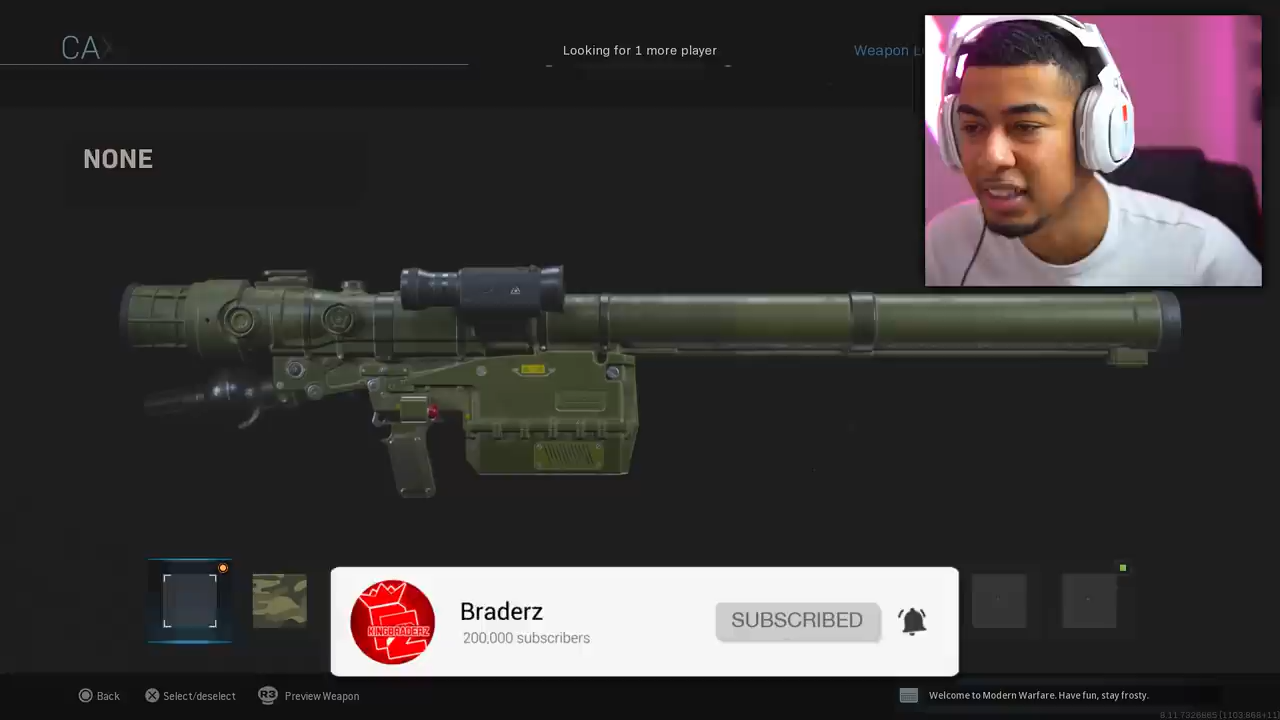 CA
Looking for 1 more player
Weapon L
NONE
KINGBRADERZ
Braderz
200,000 subscribers
SUBSCRIBED
Back
Select/deselect
R3
Preview Weapon
Welcome to Modern Warfare. Have fun, stay frosty.